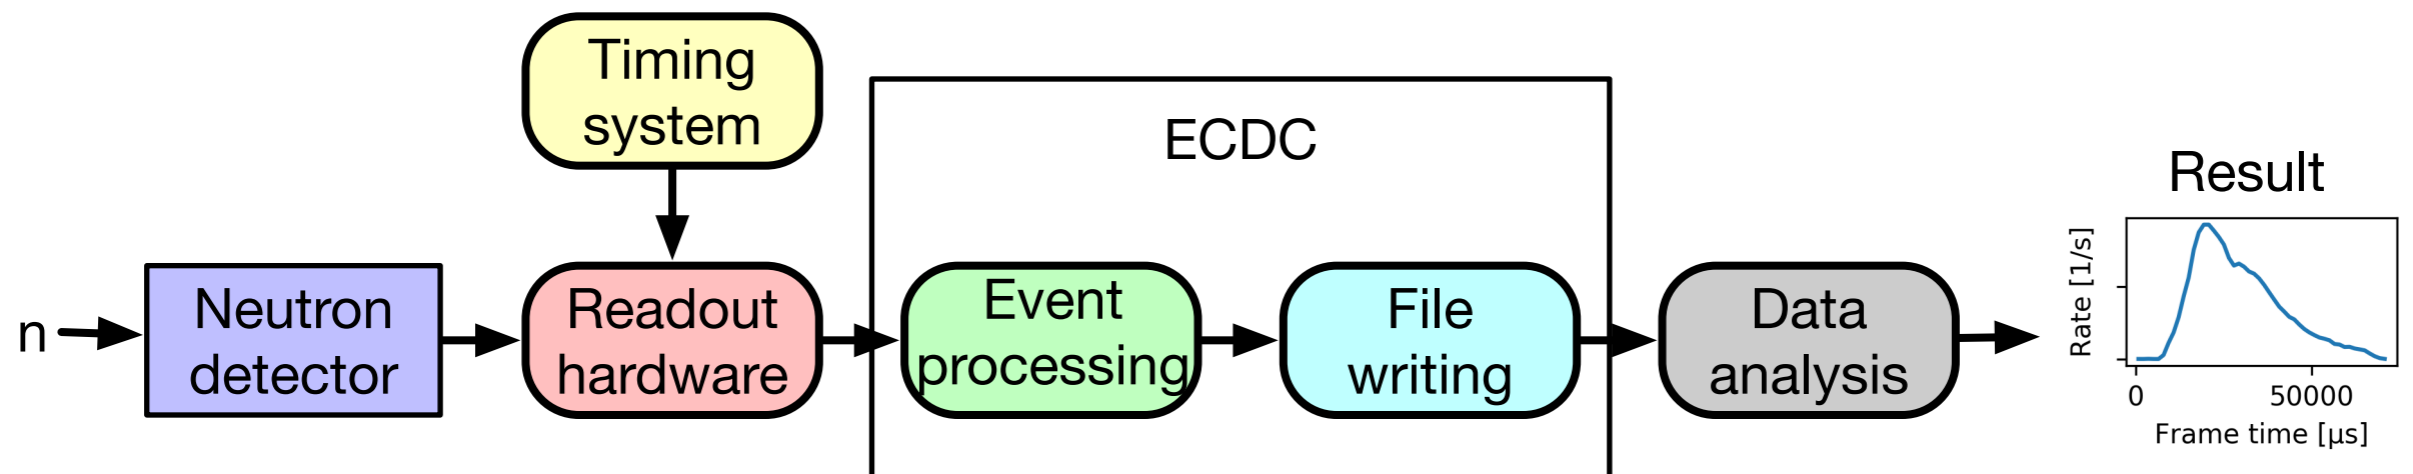 Timing
system
ECDC
Result
n
Neutron
detector
Readout
hardware
Event
processing
File
writing
Data
analysis
Rate [1/s]
0
50000
Frame time [µs]